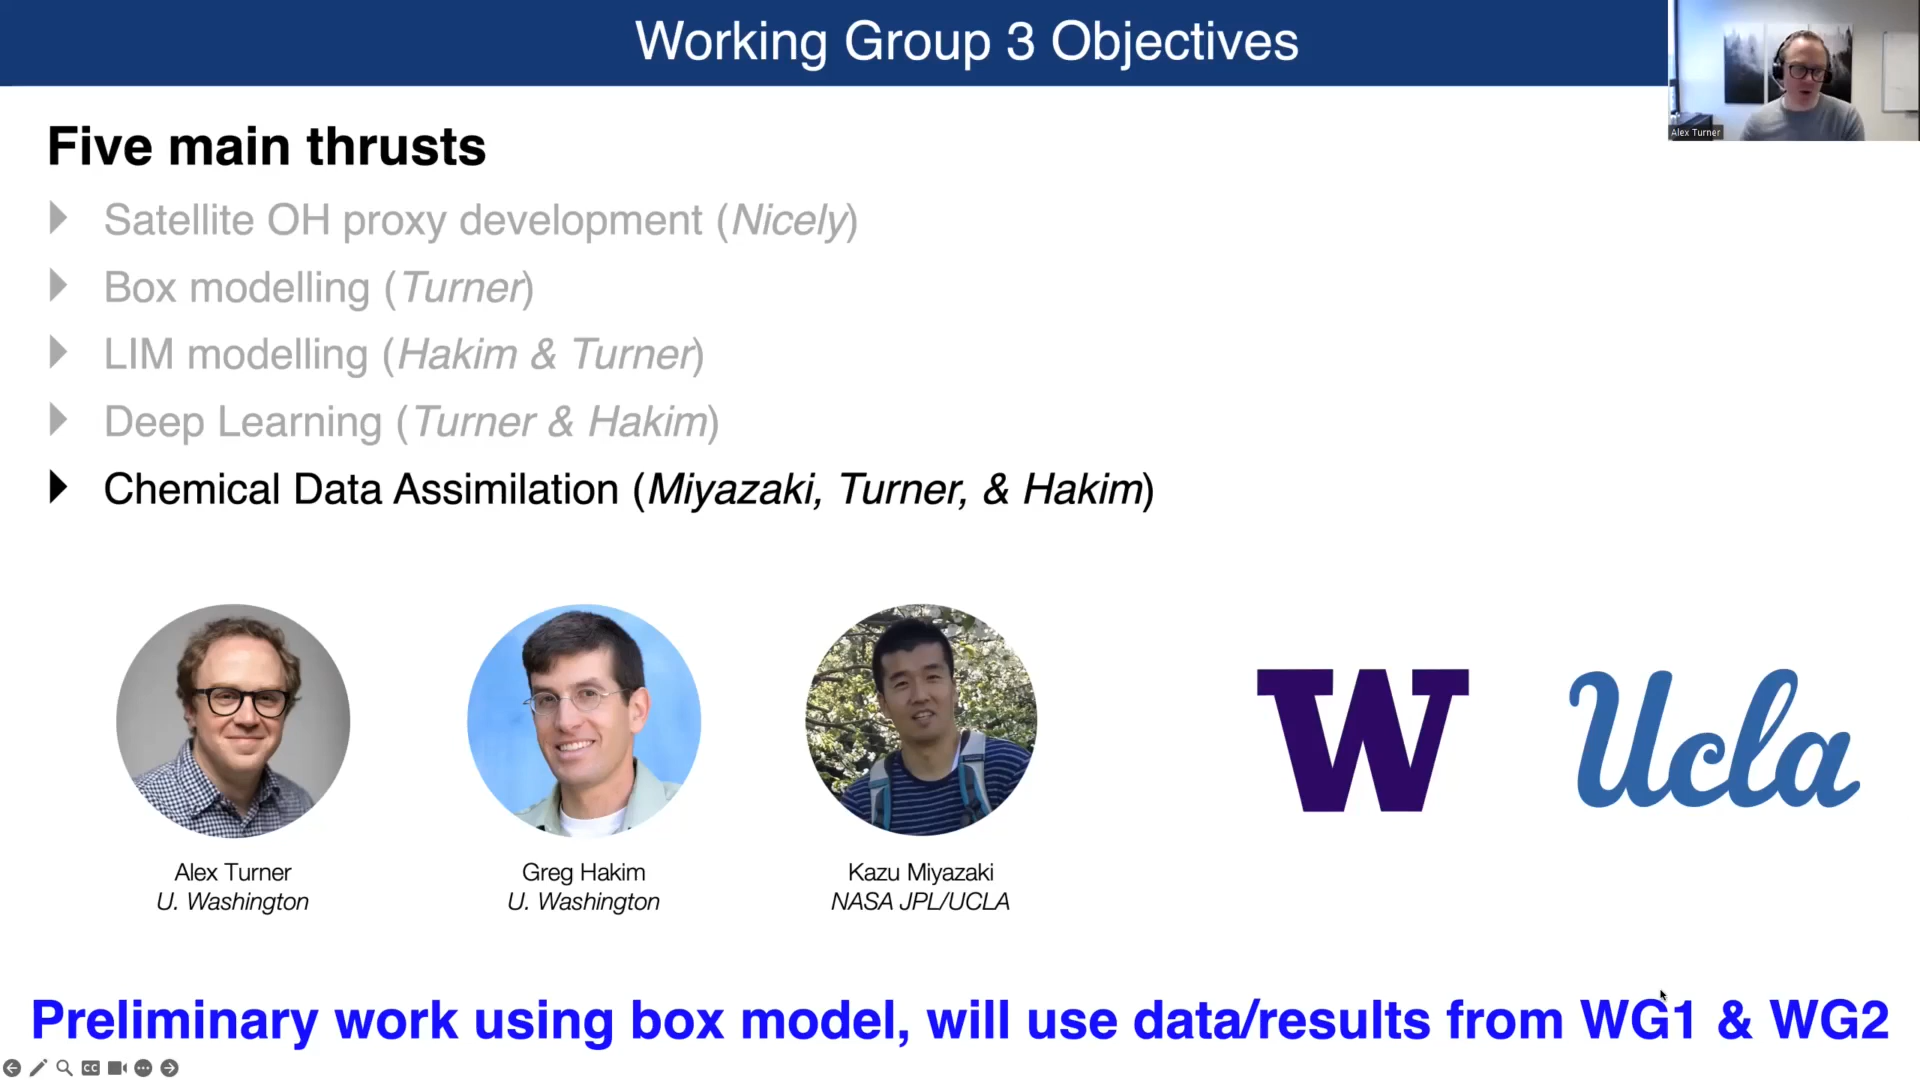 Working Group 3 Objectives
Alex Turner
Five main thrusts
Satellite OH proxy development (Nicely)
Box modelling (Turner)
LIM modelling (Hakim & Turner)
Deep Learning (Turner & Hakim)
Chemical Data Assimilation (Miyazaki, Turner, & Hakim)
W
Ucla
Alex Turner
U. Washington
Greg Hakim
U. Washington
Kazu Miyazaki
NASA JPL/UCLA
Preliminary work using box model, will use data/results from WG1 & WG2
CC